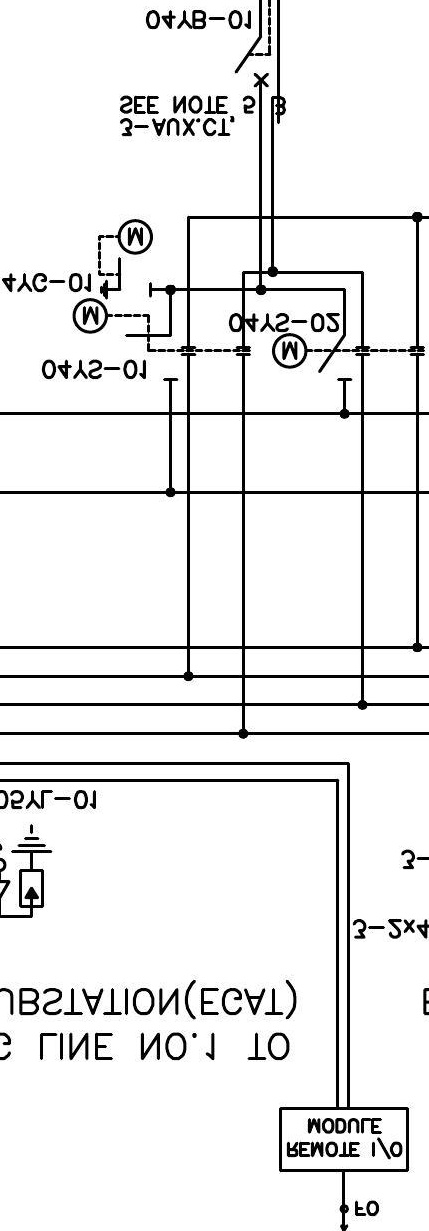 FO
REMOTE I/O
MODULE
G LINE NO.1 TO
UBSTATION(EGAT)
3-2x4
3-
05YL-01
04YS-01
M
04YS-02
M
4YG-01
M
3-AUX.CT,
SEE NOTE 5
04YB-01